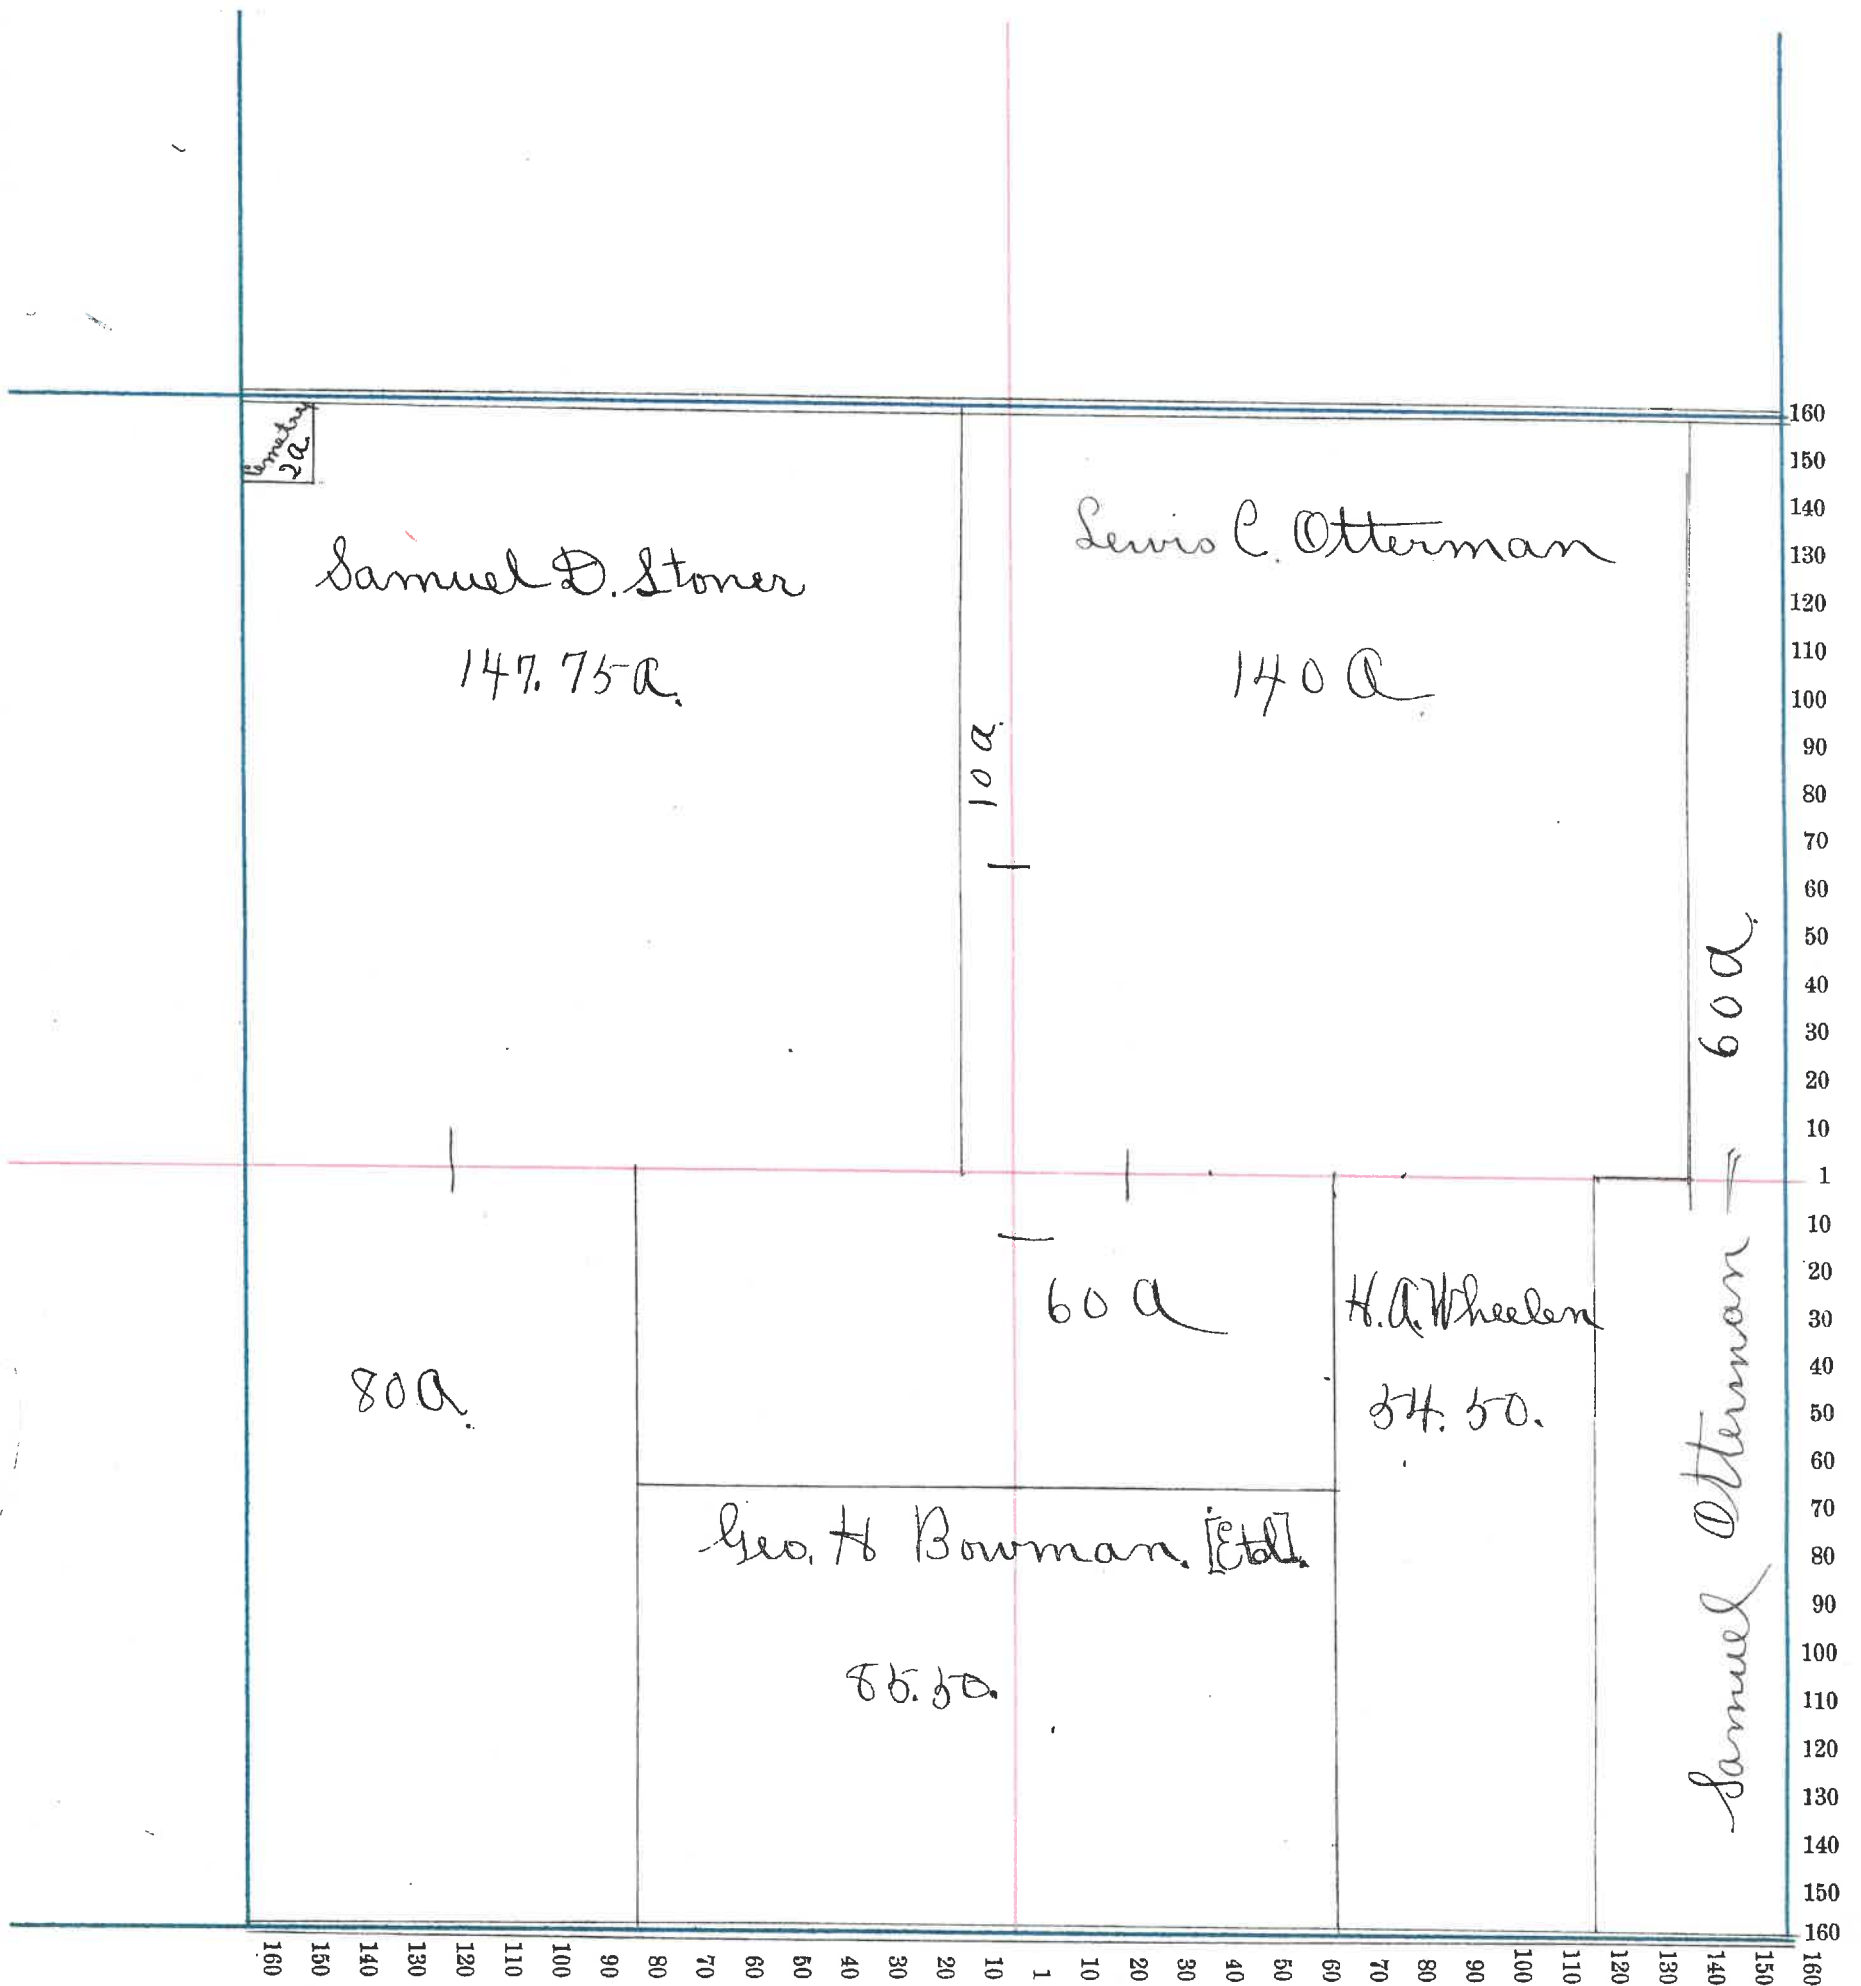 Cemetry
2a.
Samuel D. Stoner
147.75 a.
10 a.
Lewis C. Otterman
140 a
60 a.
Samuel Otterman
80 a.
60 a
H. A. Wheelen
54.50.
Geo. H Bowman. [Etal].
85.50.
160
150
140
130
120
110
100
90
80
70
60
50
40
30
20
10
1
10
20
30
40
50
60
70
80
90
100
110
120
130
140
150
160
160 150 140 130 120 110 100 90 80 70 60 50 40 30 20 10 1 10 20 30 40 50 60 70 80 90 100 110 120 130 140 150 160